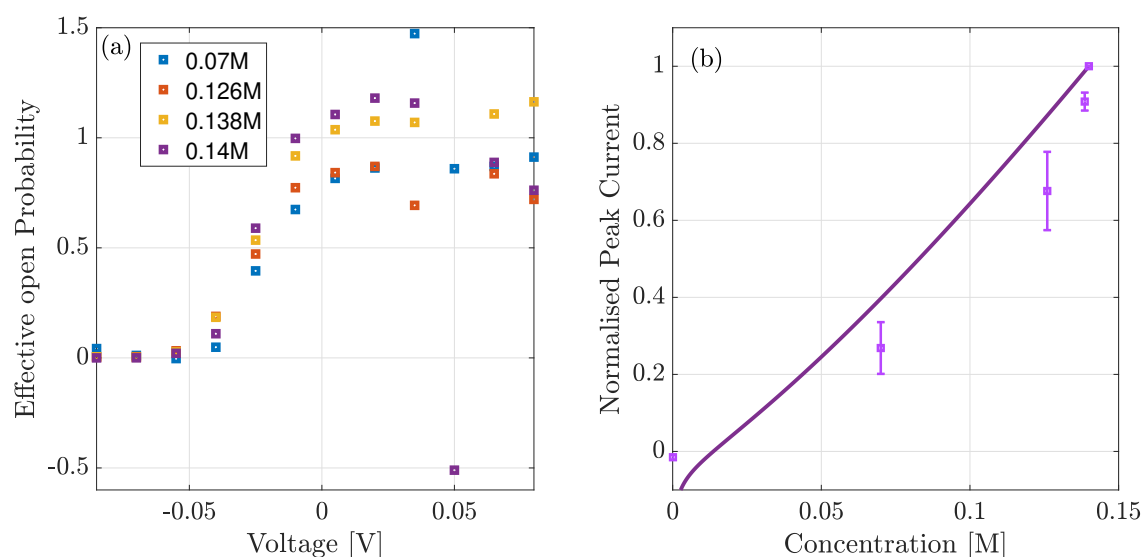 (a)
0.07M
0.126M
0.138M
0.14M
1.5
1
0.5
0
-0.5
Effective open Probability
-0.05
0
0.05
Voltage [V]
(b)
1
0.8
0.6
0.4
0.2
0
Normalised Peak Current
0
0.05
0.1
0.15
Concentration [M]